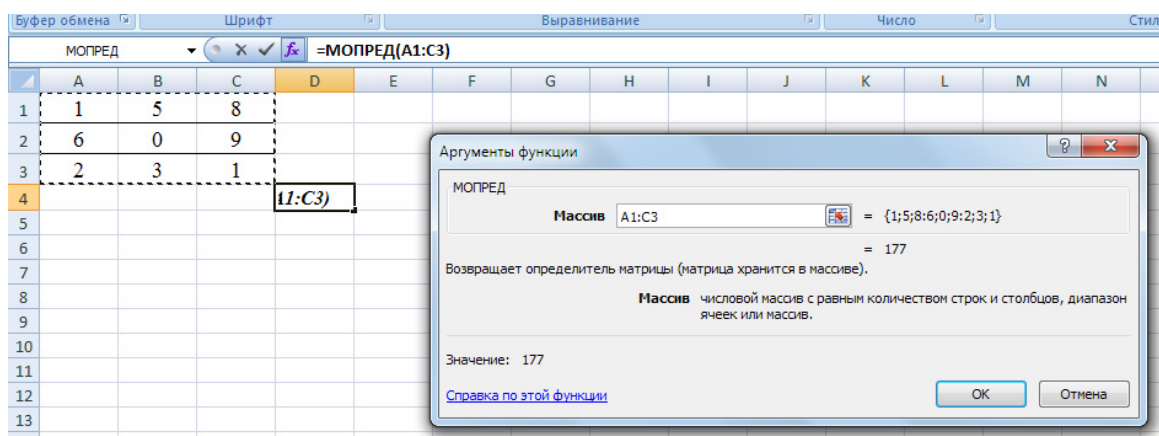 Буфер обмена Шрифт Выравнивание Число Стил
МОПРЕД fx =МОПРЕД(A1:C3)
A B C D E F G H I J K L M N
1 1 5 8
2 6 0 9
3 2 3 1
4 A1:C3)
5
6
7
8
9
10
11
12
13
Аргументы функции
МОПРЕД
Массив A1:C3 = {1;5;8:6;0;9:2;3;1}
= 177
Возвращает определитель матрицы (матрица хранится в массиве).
Массив числовой массив с равным количеством строк и столбцов, диапазон
ячеек или массив.
Значение: 177
Справка по этой функции ОК Отмена